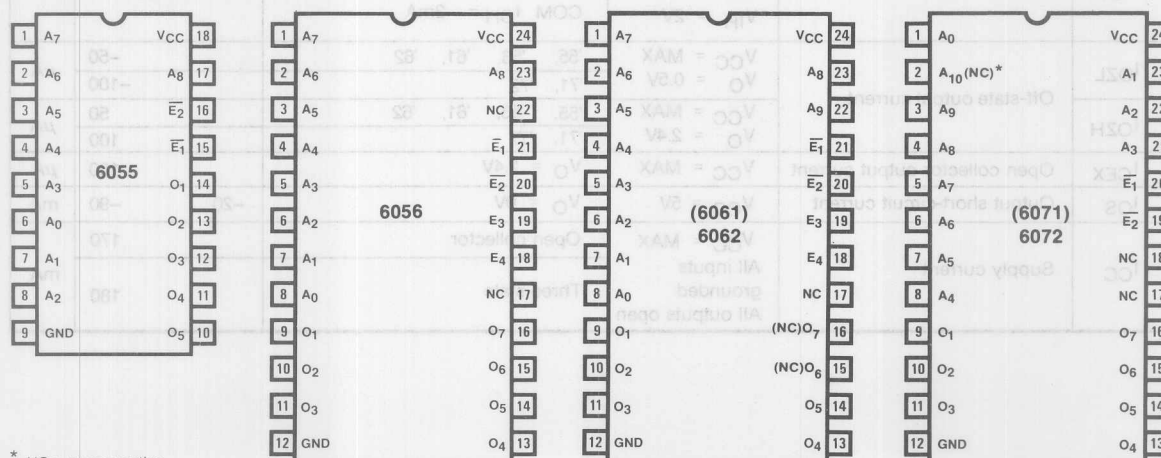 6055
1 A7 VCC 18
2 A6 A8 17
3 A5 E̅2̅ 16
4 A4 E̅1̅ 15
5 A3 O1 14
6 A0 O2 13
7 A1 O3 12
8 A2 O4 11
9 GND O5 10
6056
1 A7 VCC 24
2 A6 A8 23
3 A5 NC 22
4 A4 E̅1̅ 21
5 A3 E̅2̅ 20
6 A2 E3 19
7 A1 E4 18
8 A0 NC 17
9 O1 O7 16
10 O2 O6 15
11 O3 O5 14
12 GND O4 13
(6061)
6062
1 A7 VCC 24
2 A6 A8 23
3 A5 A9 22
4 A4 E̅1̅ 21
5 A3 E̅2̅ 20
6 A2 E3 19
7 A1 E4 18
8 A0 NC 17
9 O1 (NC)O7 16
10 O2 (NC)O6 15
11 O3 O5 14
12 GND O4 13
(6071)
6072
1 A0 VCC 24
2 A10(NC)* A1 23
3 A9 A2 22
4 A8 A3 21
5 A7 E̅1̅ 20
6 A6 E̅2̅ 19
7 A5 NC 18
8 A4 NC 17
9 O1 O7 16
10 O2 O6 15
11 O3 O5 14
12 GND O4 13
*